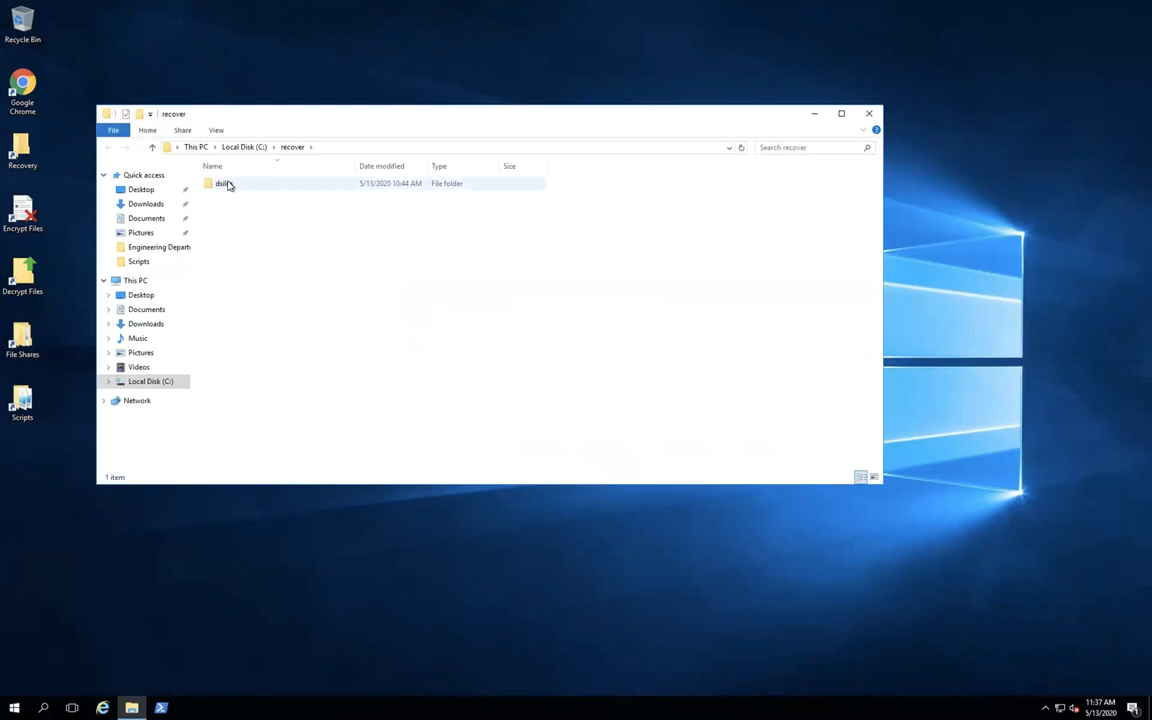 Recycle Bin
Google
Chrome
Recovery
Encrypt Files
Decrypt Files
File Shares
Scripts
recover
File
Home
Share
View
This PC
Local Disk (C:)
recover
Search recover
Name
Date modified
Type
Size
5/13/2020 10:44 AM
File folder
Quick access
Desktop
Downloads
Documents
Pictures
Engineering Departı
Scripts
This PC
Desktop
Documents
Downloads
Music
Pictures
Videos
Local Disk (C:)
Network
1 item
11:37 AM
5/13/2020